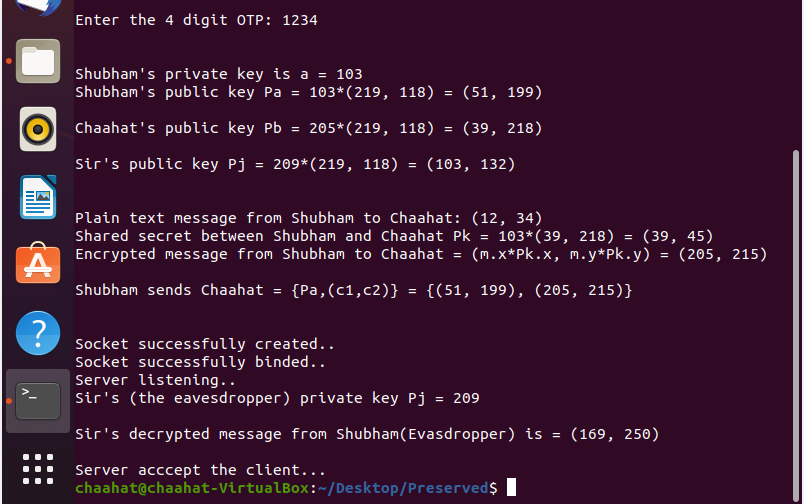 Enter the 4 digit OTP: 1234
Shubham's private key is a = 103
Shubham's public key Pa = 103*(219, 118) = (51, 199)
Chaahat's public key Pb = 205*(219, 118) = (39, 218)
Sir's public key Pj = 209*(219, 118) = (103, 132)
Plain text message from Shubham to Chaahat: (12, 34)
Shared secret between Shubham and Chaahat Pk = 103*(39, 218) = (39, 45)
Encrypted message from Shubham to Chaahat = (m.x*Pk.x, m.y*Pk.y) = (205, 215)
Shubham sends Chaahat = {Pa,(c1,c2)} = {(51, 199), (205, 215)}
Socket successfully created..
Socket successfully binded..
Server listening..
Sir's (the eavesdropper) private key Pj = 209
Sir's decrypted message from Shubham(Evasdropper) is = (169, 250)
Server acccept the client...
chaahat@chaahat-VirtualBox:~/Desktop/Preserved$